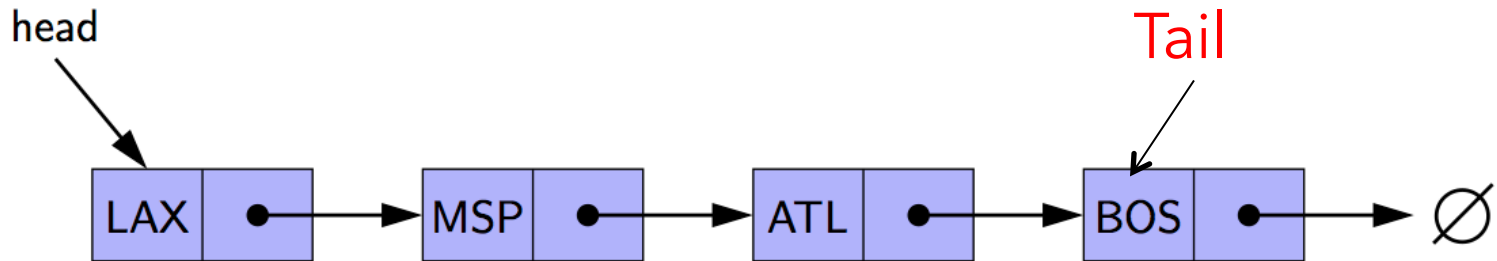 head
Tail
LAX MSP ATL BOS ∅